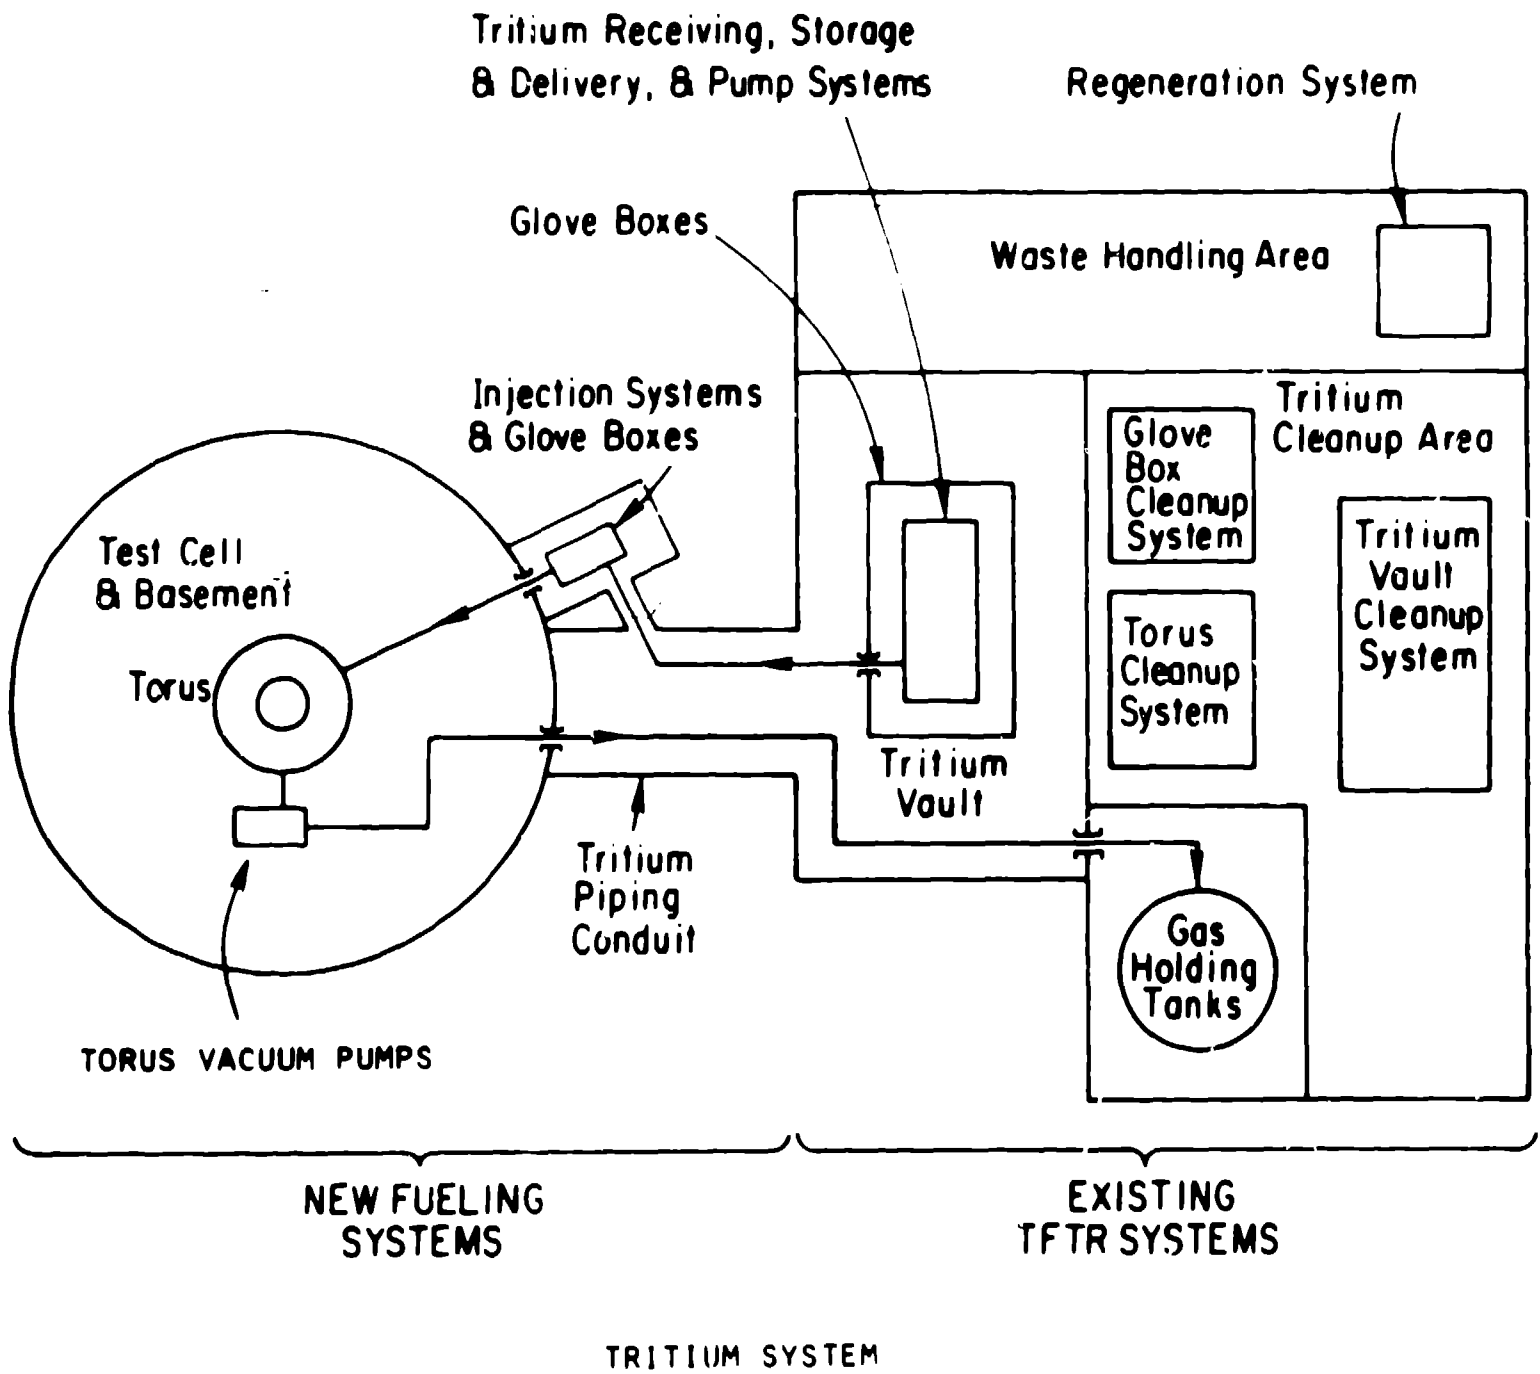 Tritium Receiving, Storage
& Delivery, & Pump Systems
Regeneration System
Glove Boxes
Waste Handling Area
Injection Systems
& Glove Boxes
Tritium
Cleanup Area
Glove
Box
Cleanup
System
Test Cell
& Basement
Tritium
Vault
Cleanup
System
Torus
Torus
Cleanup
System
Tritium
Vault
Tritium
Piping
Conduit
Gas
Holding
Tanks
TORUS VACUUM PUMPS
NEW FUELING
SYSTEMS
EXISTING
TFTR SYSTEMS
TRITIUM SYSTEM